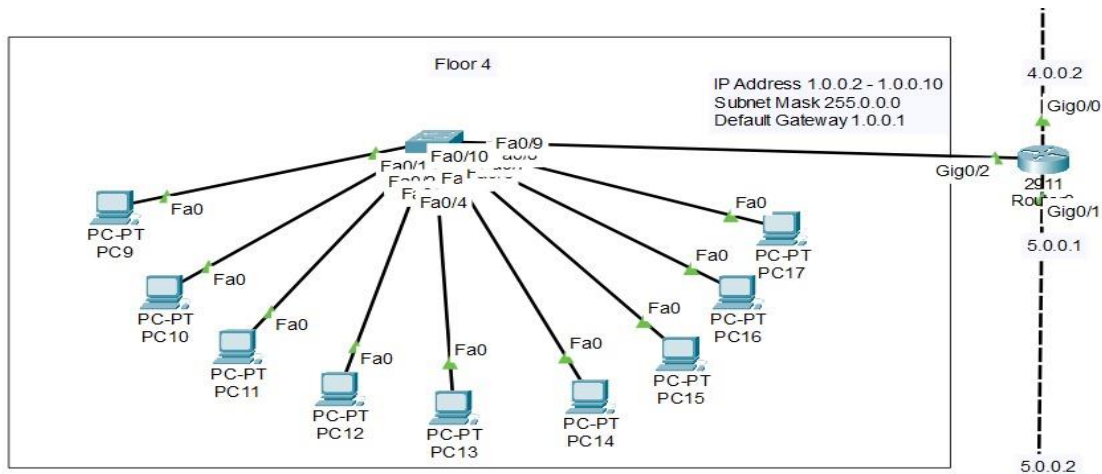 Floor 4
4.0.0.2
IP Address 1.0.0.2 - 1.0.0.10
Subnet Mask 255.0.0.0
Default Gateway 1.0.0.1
Gig0/0
Fa0/9
Fa0/10
Fa0/1
Fa0/4
Gig0/2
2911
Gig0/1
5.0.0.1
Fa0
PC-PT
PC9
Fa0
PC-PT
PC10
Fa0
PC-PT
PC11
Fa0
PC-PT
PC12
Fa0
PC-PT
PC13
Fa0
PC-PT
PC14
Fa0
PC-PT
PC15
Fa0
PC-PT
PC16
Fa0
PC-PT
PC17
5.0.0.2